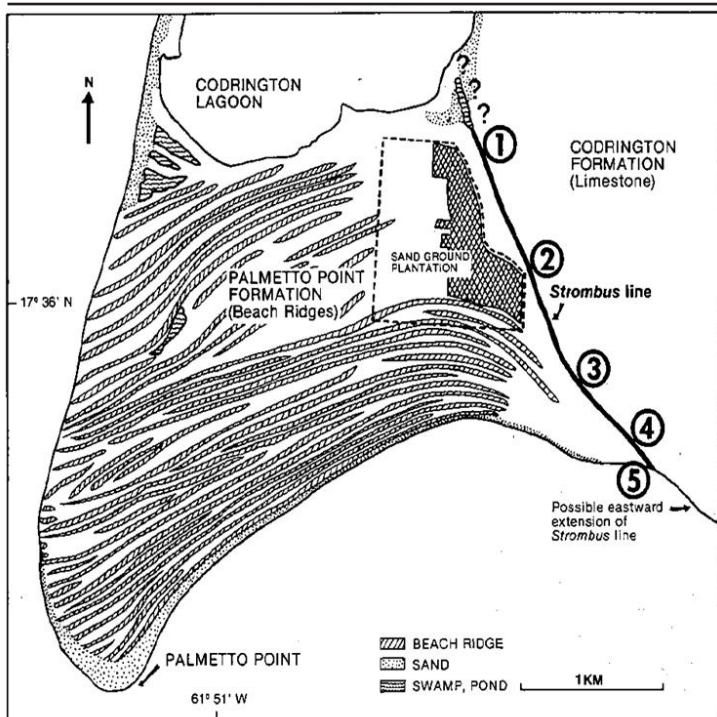 N
CODRINGTON
LAGOON
?
?
?
①
CODRINGTON
FORMATION
(Limestone)
SAND GROUND
PLANTATION
②
17° 36' N
PALMETTO POINT
FORMATION
(Beach Ridges)
Strombus line
③
④
⑤
Possible eastward
extension of
Strombus line
PALMETTO POINT
61° 51' W
BEACH RIDGE
SAND
SWAMP, POND
1KM